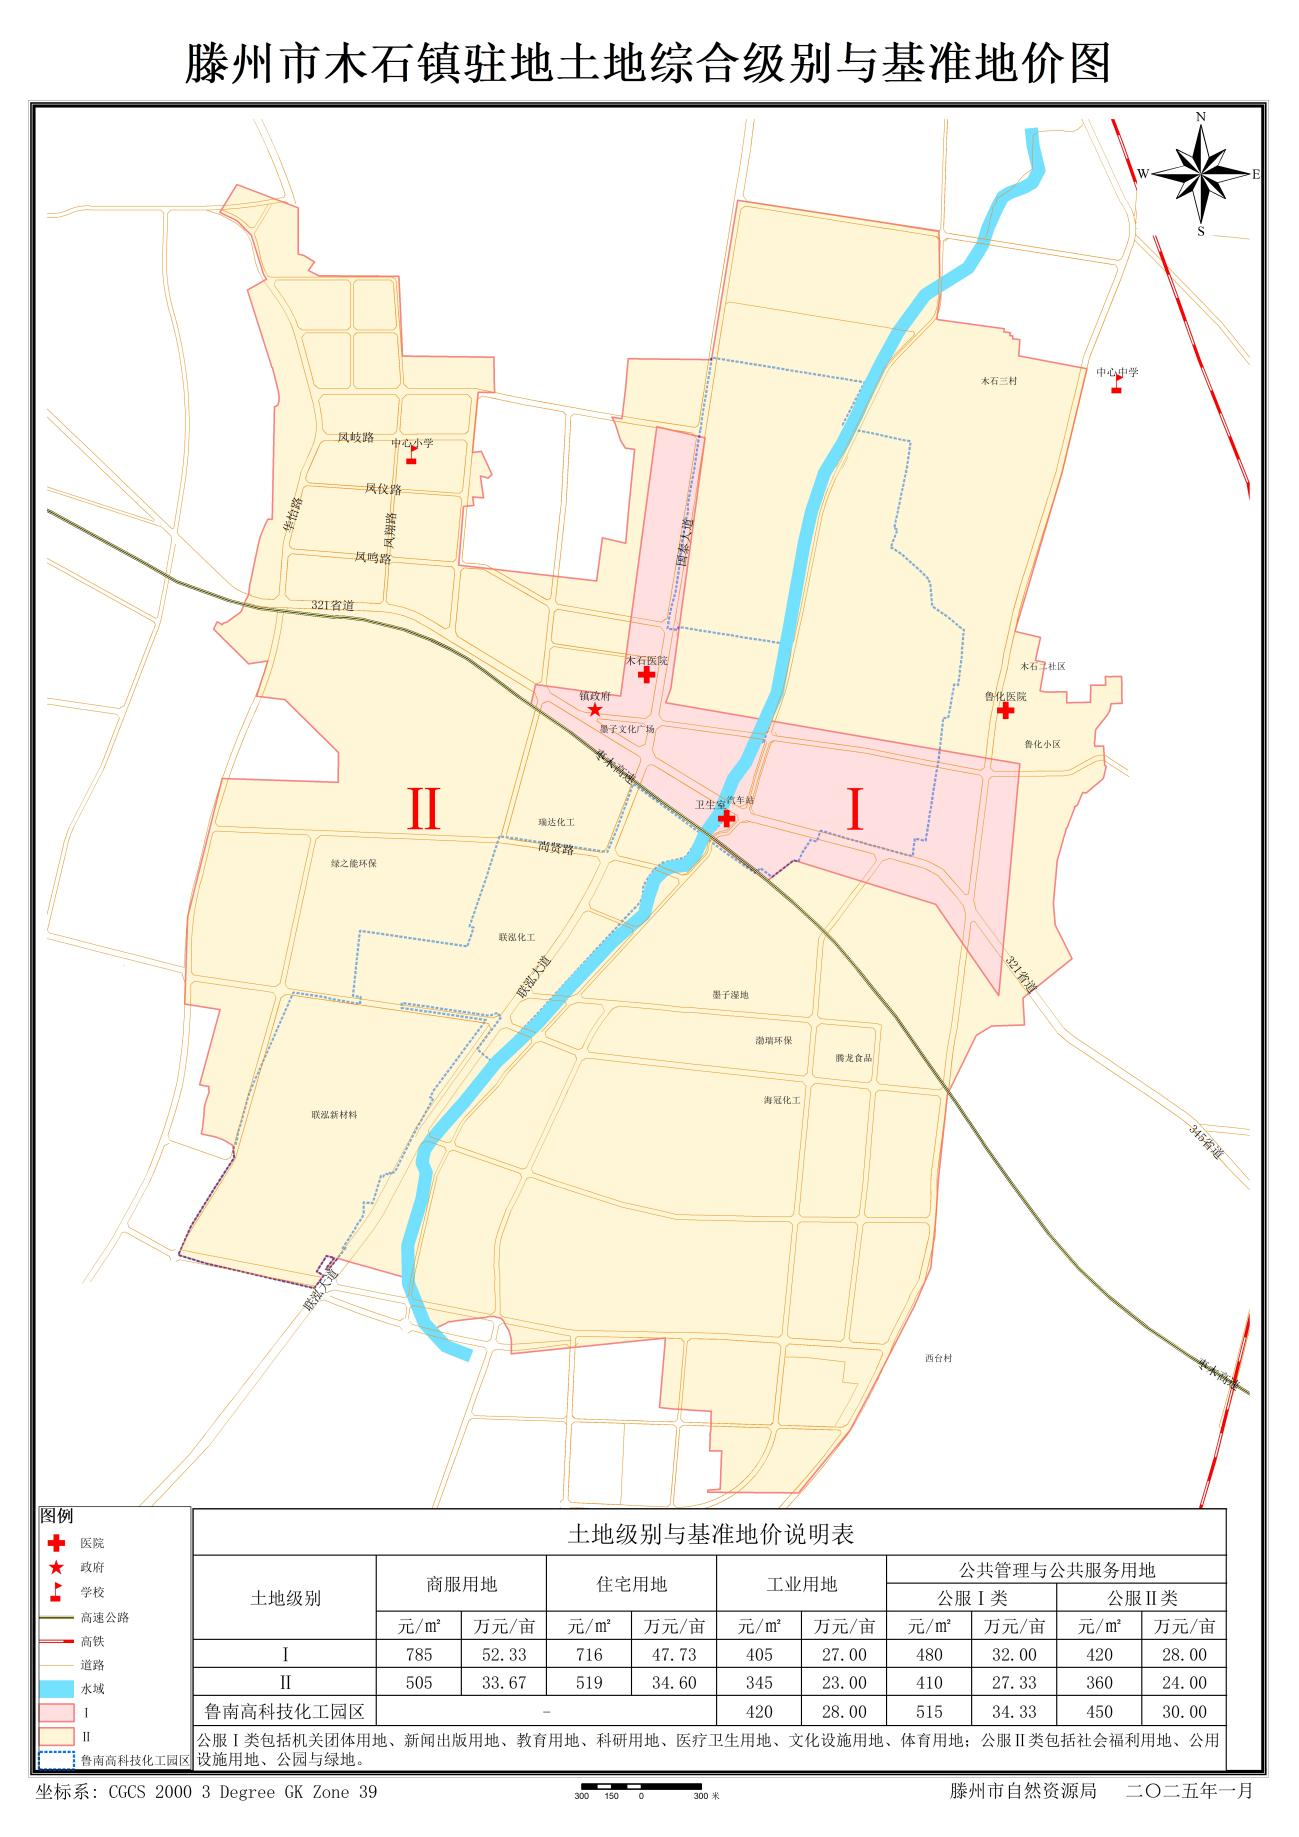 滕州市木石镇驻地土地综合级别与基准地价图
N
W
E
S
木石三村
中心中学
凤岐路
中心小学
凤仪路
华怡路
凤翔路
国泰大道
凤鸣路
321省道
木石医院
木石二社区
镇政府
鲁化医院
墨子文化广场
鲁化小区
枣木高速
Ⅱ
Ⅰ
卫生室
汽车站
瑞达化工
尚贤路
绿之能环保
联泓化工
联泓大道
321省道
墨子湿地
渤瑞环保
腾龙食品
海冠化工
联泓新材料
345省道
联泓大道
西台村
枣木高速
图例
医院
政府
学校
高速公路
高铁
道路
水域
Ⅰ
Ⅱ
鲁南高科技化工园区
土地级别与基准地价说明表
土地级别 商服用地 住宅用地 工业用地 公共管理与公共服务用地
公服Ⅰ类 公服Ⅱ类
元/㎡ 万元/亩 元/㎡ 万元/亩 元/㎡ 万元/亩 元/㎡ 万元/亩 元/㎡ 万元/亩
Ⅰ 785 52.33 716 47.73 405 27.00 480 32.00 420 28.00
Ⅱ 505 33.67 519 34.60 345 23.00 410 27.33 360 24.00
鲁南高科技化工园区 - 420 28.00 515 34.33 450 30.00
公服Ⅰ类包括机关团体用地、新闻出版用地、教育用地、科研用地、医疗卫生用地、文化设施用地、体育用地; 公服Ⅱ类包括社会福利用地、公用
设施用地、公园与绿地。
坐标系: CGCS 2000 3 Degree GK Zone 39
300 150 0 300 米
滕州市自然资源局 二〇二五年一月